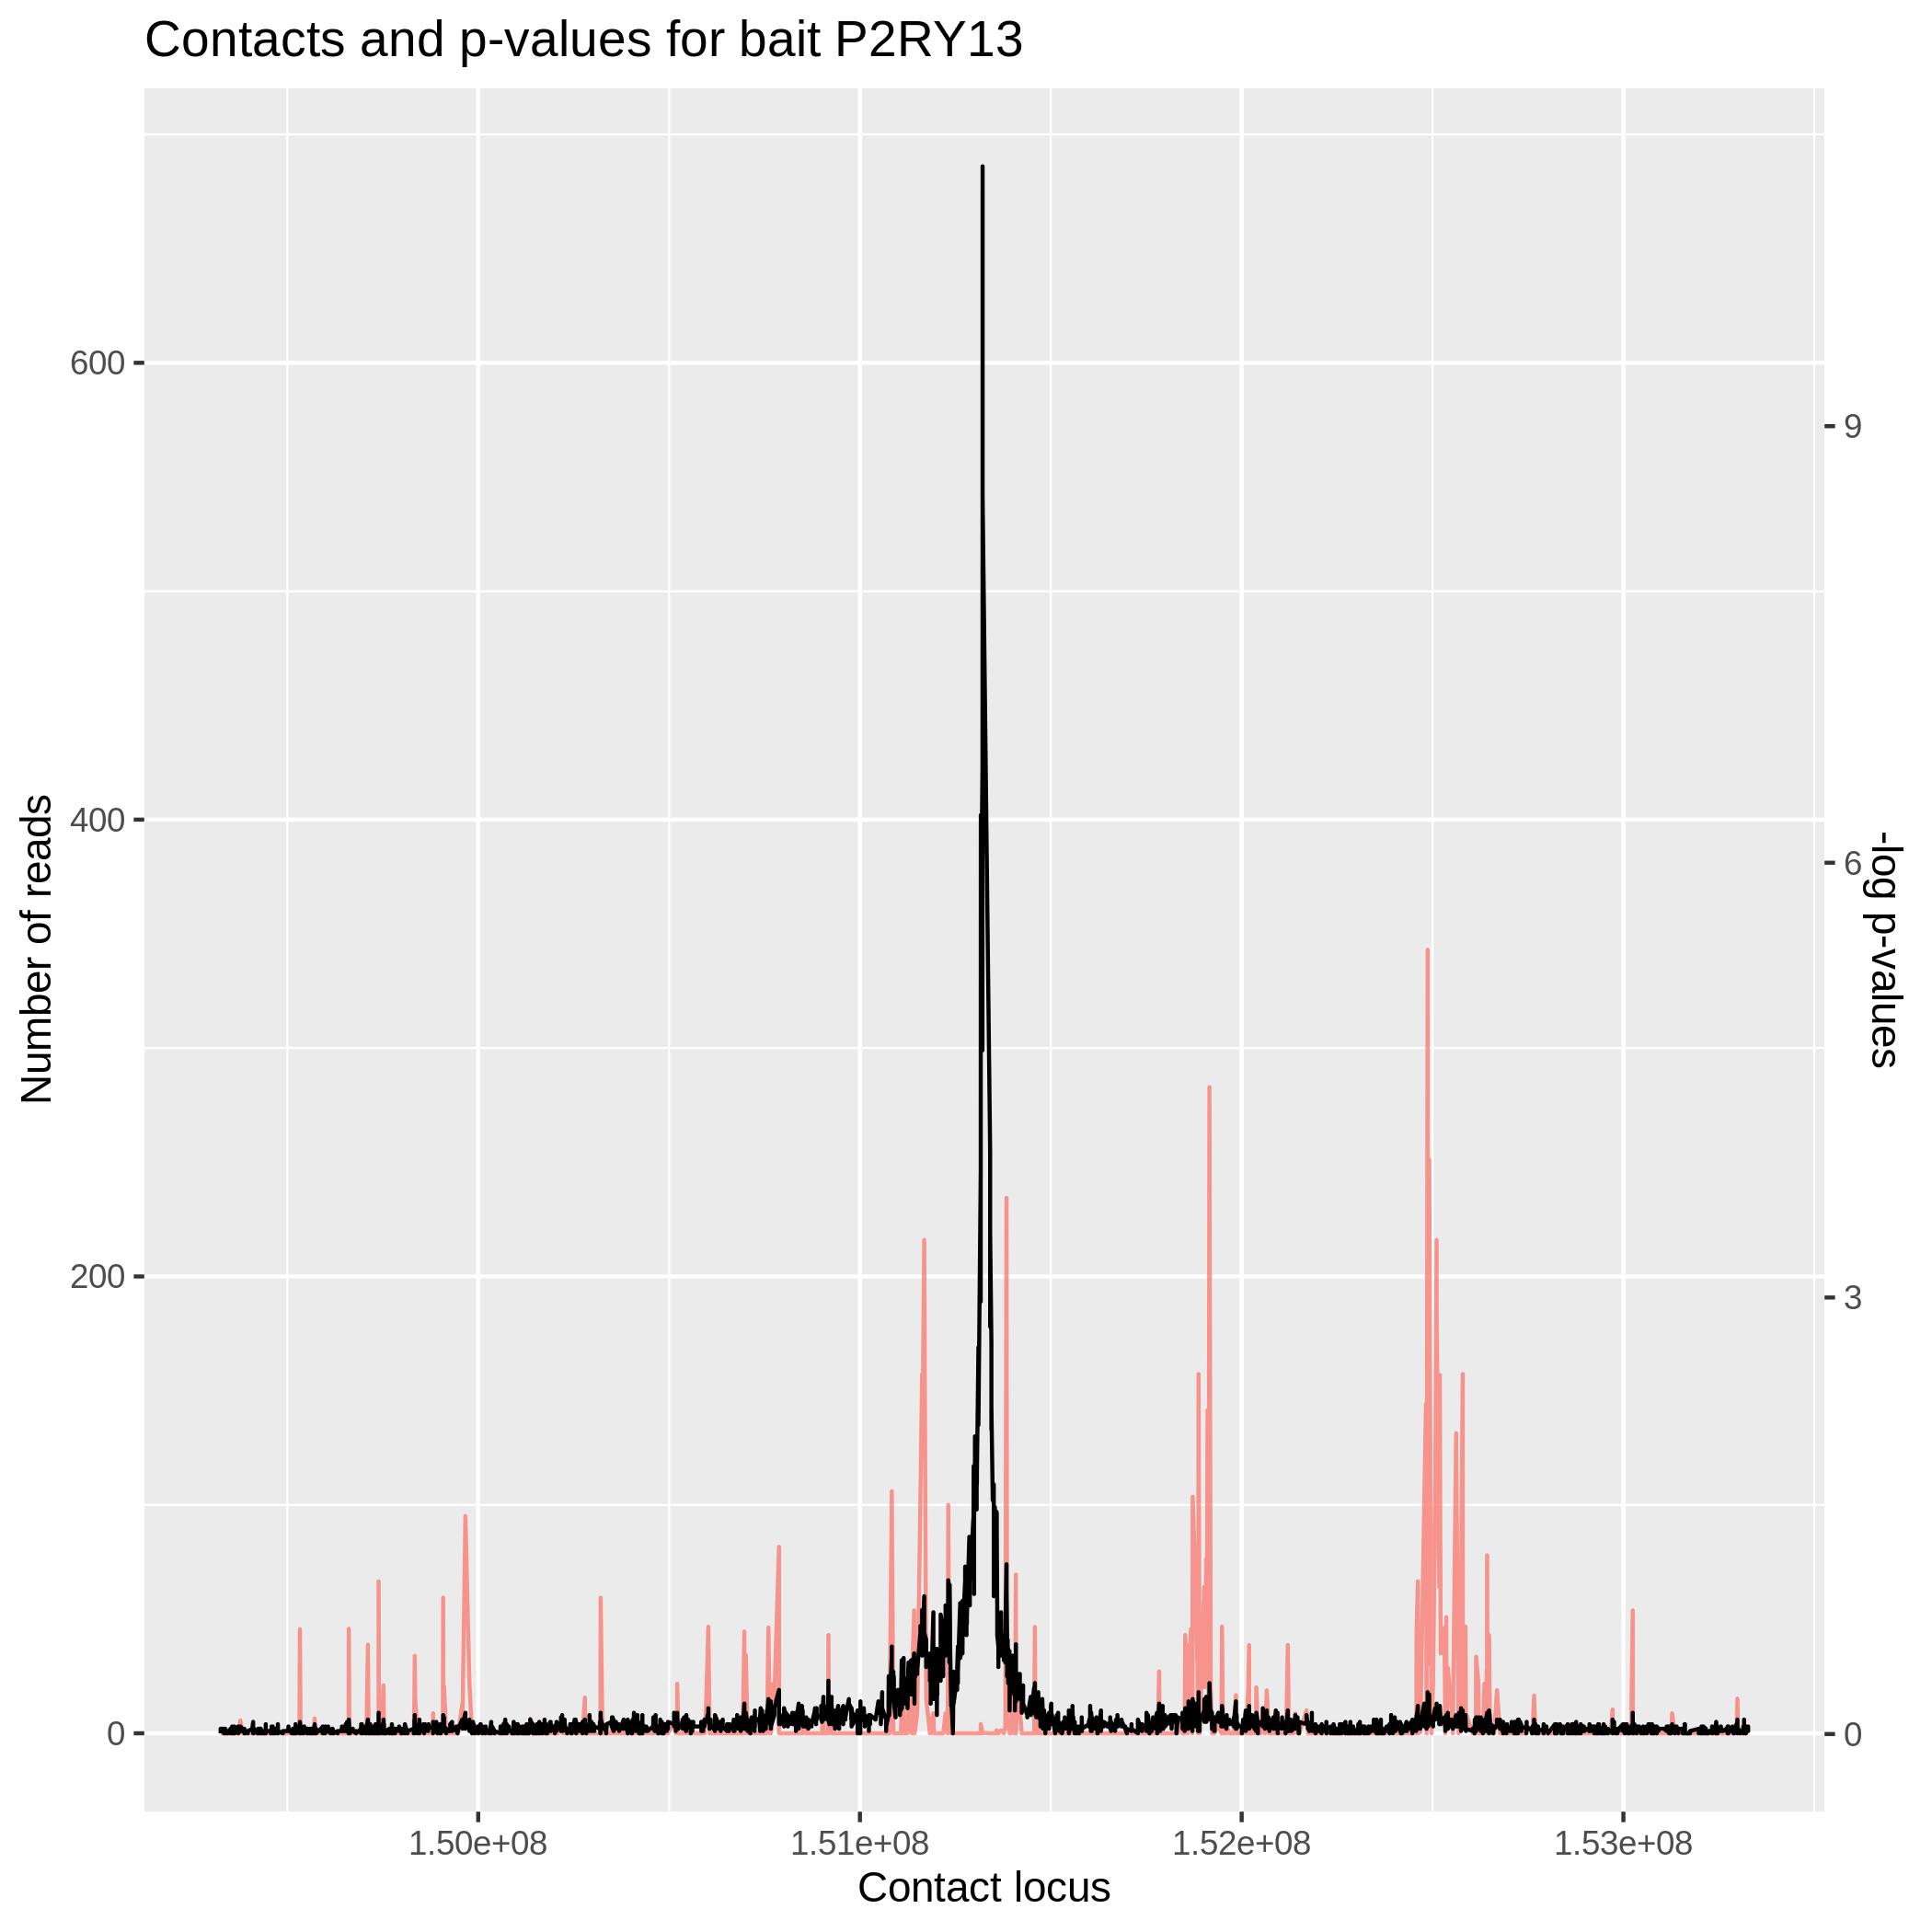 Contacts and p-values for bait P2RY13
Number of reads
600
400
200
0
9
6
3
0
-log p-values
1.50e+08 1.51e+08 1.52e+08 1.53e+08
Contact locus